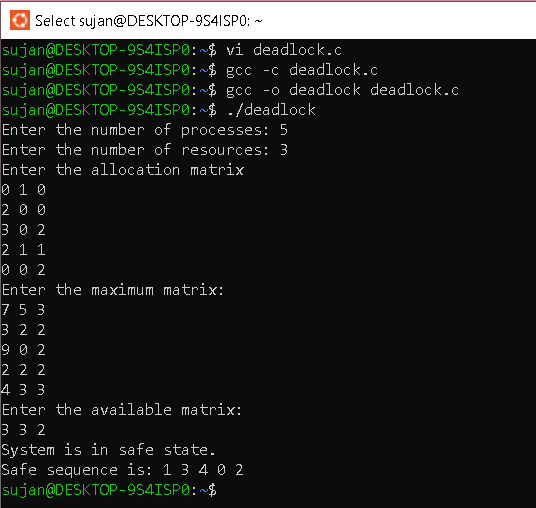 Select sujan@DESKTOP-9S4ISP0: ~
sujan@DESKTOP-9S4ISP0:~$ vi deadlock.c
sujan@DESKTOP-9S4ISP0:~$ gcc -c deadlock.c
sujan@DESKTOP-9S4ISP0:~$ gcc -o deadlock deadlock.c
sujan@DESKTOP-9S4ISP0:~$ ./deadlock
Enter the number of processes: 5
Enter the number of resources: 3
Enter the allocation matrix
0 1 0
2 0 0
3 0 2
2 1 1
0 0 2
Enter the maximum matrix:
7 5 3
3 2 2
9 0 2
2 2 2
4 3 3
Enter the available matrix:
3 3 2
System is in safe state.
Safe sequence is: 1 3 4 0 2
sujan@DESKTOP-9S4ISP0:~$